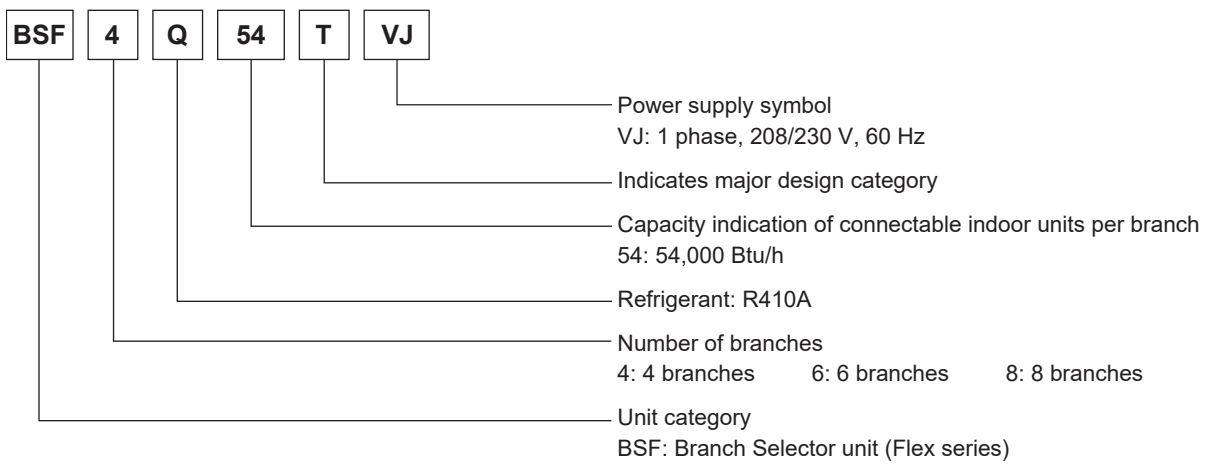 BSF 4 Q 54 T VJ
Power supply symbol
VJ: 1 phase, 208/230 V, 60 Hz
Indicates major design category
Capacity indication of connectable indoor units per branch
54: 54,000 Btu/h
Refrigerant: R410A
Number of branches
4: 4 branches 6: 6 branches 8: 8 branches
Unit category
BSF: Branch Selector unit (Flex series)